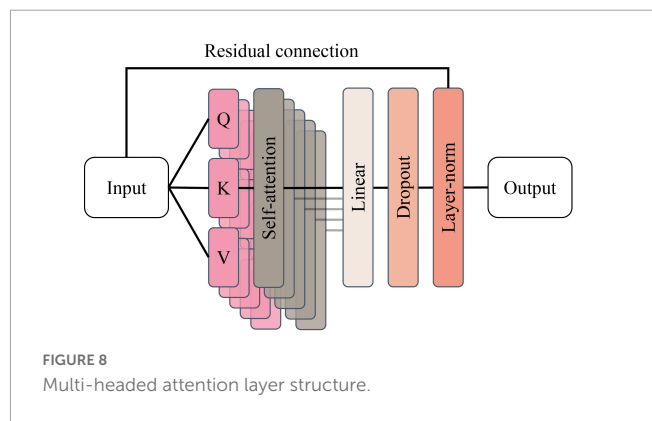 Residual connection
Input
Q
K
V
Self-attention
Linear
Dropout
Layer-norm
Output
FIGURE 8
Multi-headed attention layer structure.